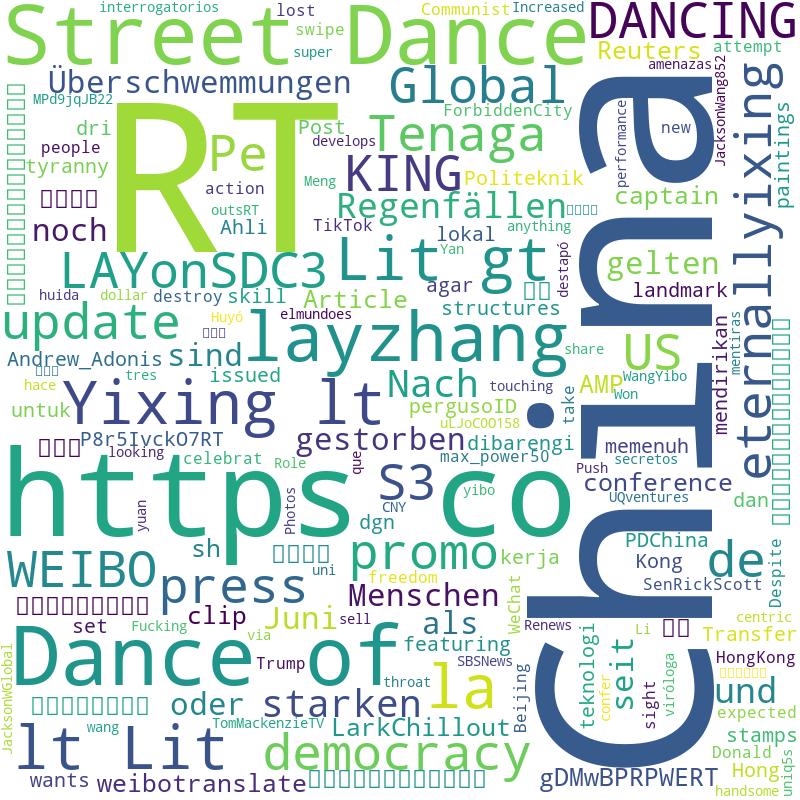 interrogatorios
lost
Communist
Increased
DANCING
Street Dance
swipe
super
Reuters
attempt
Überschwemmungen
Global
amenazas
MPd9jqJB22
ForbiddenCity
JacksonWang852
dri
RT
Pe
Post
Tenaga
develops
new
performance
China
eternallyixing
paintings
people
tyranny
action
Meng
KING
Politeknik
captain
outsRT
Ahli
TikTok
Regenfällen
anything
noch
lokal
Yan
destapó
gelten
LAYonSDC3
Lit gt
huida
dollar
destroy
skill
Article
agar
structures
landmark
update
Huyó
elmundoes
layzhang
share
US
mendirikan
mentiras
Andrew_Adonis
sind
hace
tres
issued
Yixing lt
Nach
touching
take
AMP
WangYibo
Won
untuk
P8r5IvckO7RT
pergusoID
uLJoC0O158
gestorben
dibarengi
memenuh
looking
celebrat
Role
que
max_power50
Push
secretos
https co
yuan
Photos
S3
CNY
yibo
conference
UQventures
dan
dgn
WEIBO
sh
promo
kerja
PDChina
Kong
de
Despite
press
uni
freedom
WeChat
SenRickScott
clip
Juni
Menschen
set
Fucking
via
sell
als
Renews
Li
centric
Transfer
Dance of
featuring
teknologi
seit
HongKong
JacksonWGlobal
Trump
throat
SBSNews
la
Beijing
confer
sight
viróloga
und
oder
starken
expected
wang
TomMackenzieTV
LarkChillout
stamps
Donald
lt Lit
democracy
Hong
wants
weibotranslate
gDMwBPRPWERT
handsome
uniq5s